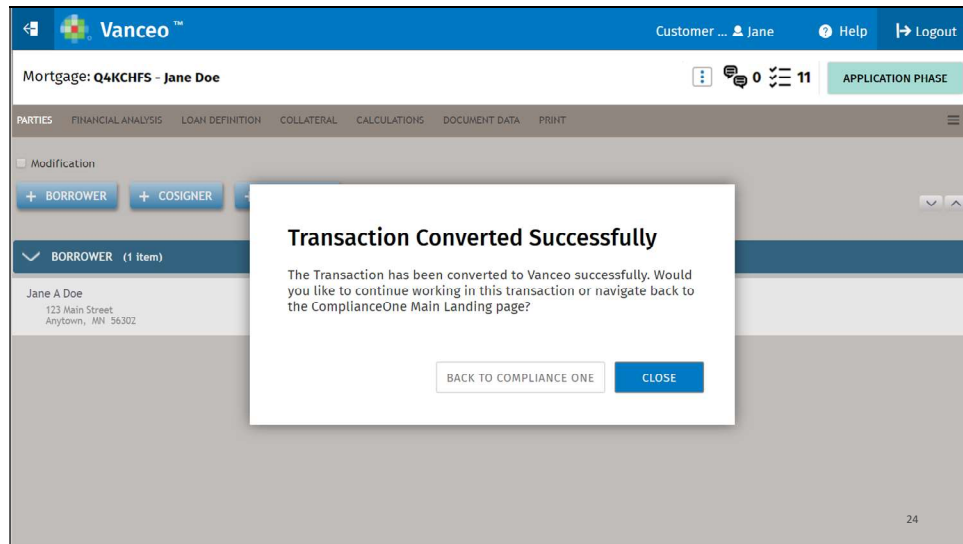 Vanceo™
Customer ... Jane
Help
Logout
Mortgage: Q4KCHFS - Jane Doe
0
11
APPLICATION PHASE
PARTIES FINANCIAL ANALYSIS LOAN DEFINITION COLLATERAL CALCULATIONS DOCUMENT DATA PRINT
Modification
+ BORROWER
+ COSIGNER
Transaction Converted Successfully
BORROWER (1 item)
The Transaction has been converted to Vanceo successfully. Would
you like to continue working in this transaction or navigate back to
the ComplianceOne Main Landing page?
Jane A Doe
123 Main Street
Anytown, MN 56302
BACK TO COMPLIANCE ONE
CLOSE
24